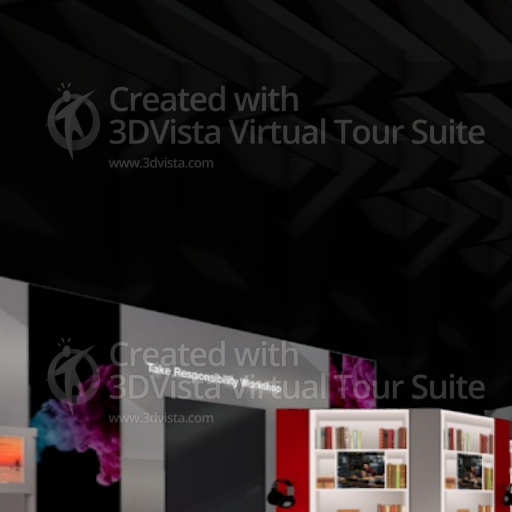 Created with
3DVista Virtual Tour Suite
www.3dvista.com
Created with
Take Responsibility Workshop
3DVista Virtual Tour Suite
www.3dvista.com